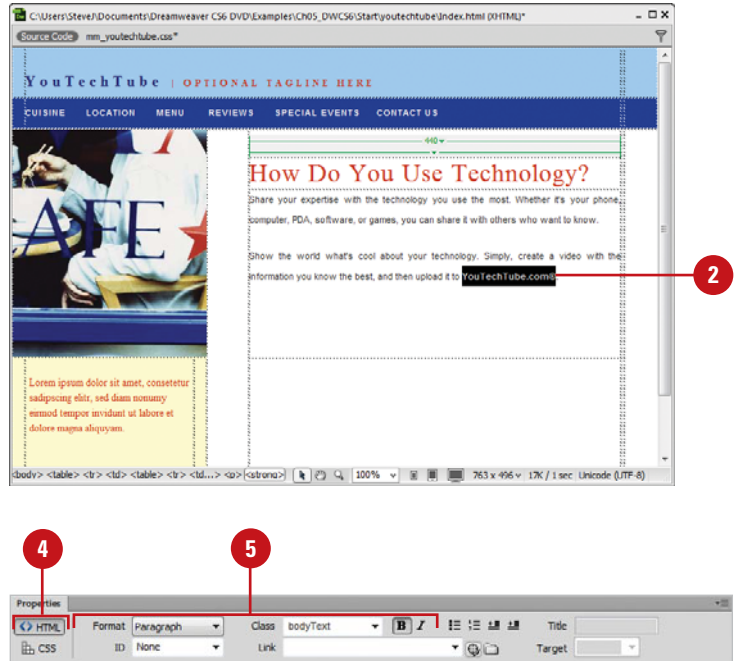 C:\Users\SteveJ\Documents\Dreamweaver CS6 DVD\Examples\Ch05_DWCS6\Start\youtechtube\Index.html (XHTML)*
Source Code mm_youtechtube.css*
YouTechTube | OPTIONAL TAGLINE HERE
CUISINE LOCATION MENU REVIEWS SPECIAL EVENTS CONTACT US
440
How Do You Use Technology?
AFE
Share your expertise with the technology you use the most. Whether it's your phone,
computer, PDA, software, or games, you can share it with others who want to know.
Show the world what's cool about your technology. Simply, create a video with the
information you know the best, and then upload it to YouTechTube.com®
2
Lorem ipsum dolor sit amet, consetetur
sadipscing elitr, sed diam nonumy
eirmod tempor invidunt ut labore et
dolore magna aliquyam.
<body> <table> <tr> <td> <table> <tr> <td...> <p> <strong> 100% 763 x 496 17K / 1 sec Unicode (UTF-8)
4 5
Properties
<> HTML Format Paragraph Class bodyText B I Title
CSS ID None Link Target